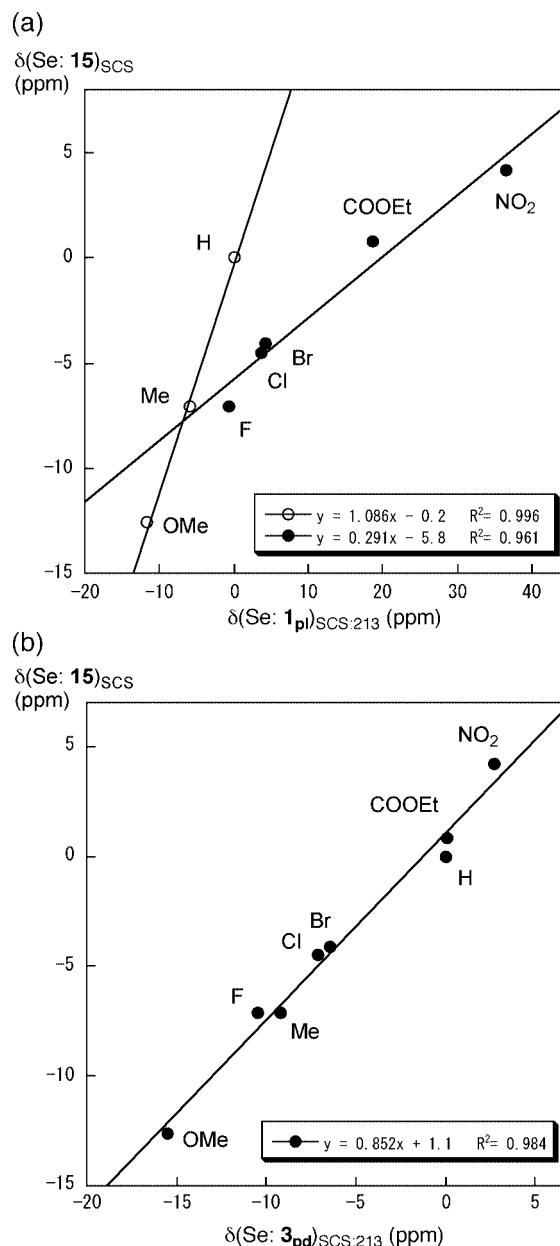 (a)
δ(Se: 15)SCS
(ppm)
5
0
−5
−10
−15
H
Me
OMe
COOEt
NO2
Br
Cl
F
y = 1.086x − 0.2 R2= 0.996
y = 0.291x − 5.8 R2= 0.961
−20 −10 0 10 20 30 40
δ(Se: 1pl)SCS:213 (ppm)
(b)
δ(Se: 15)SCS
(ppm)
5
0
−5
−10
−15
NO2
COOEt
H
Br
Cl
F
Me
OMe
y = 0.852x + 1.1 R2= 0.984
−20 −15 −10 −5 0 5
δ(Se: 3pd)SCS:213 (ppm)